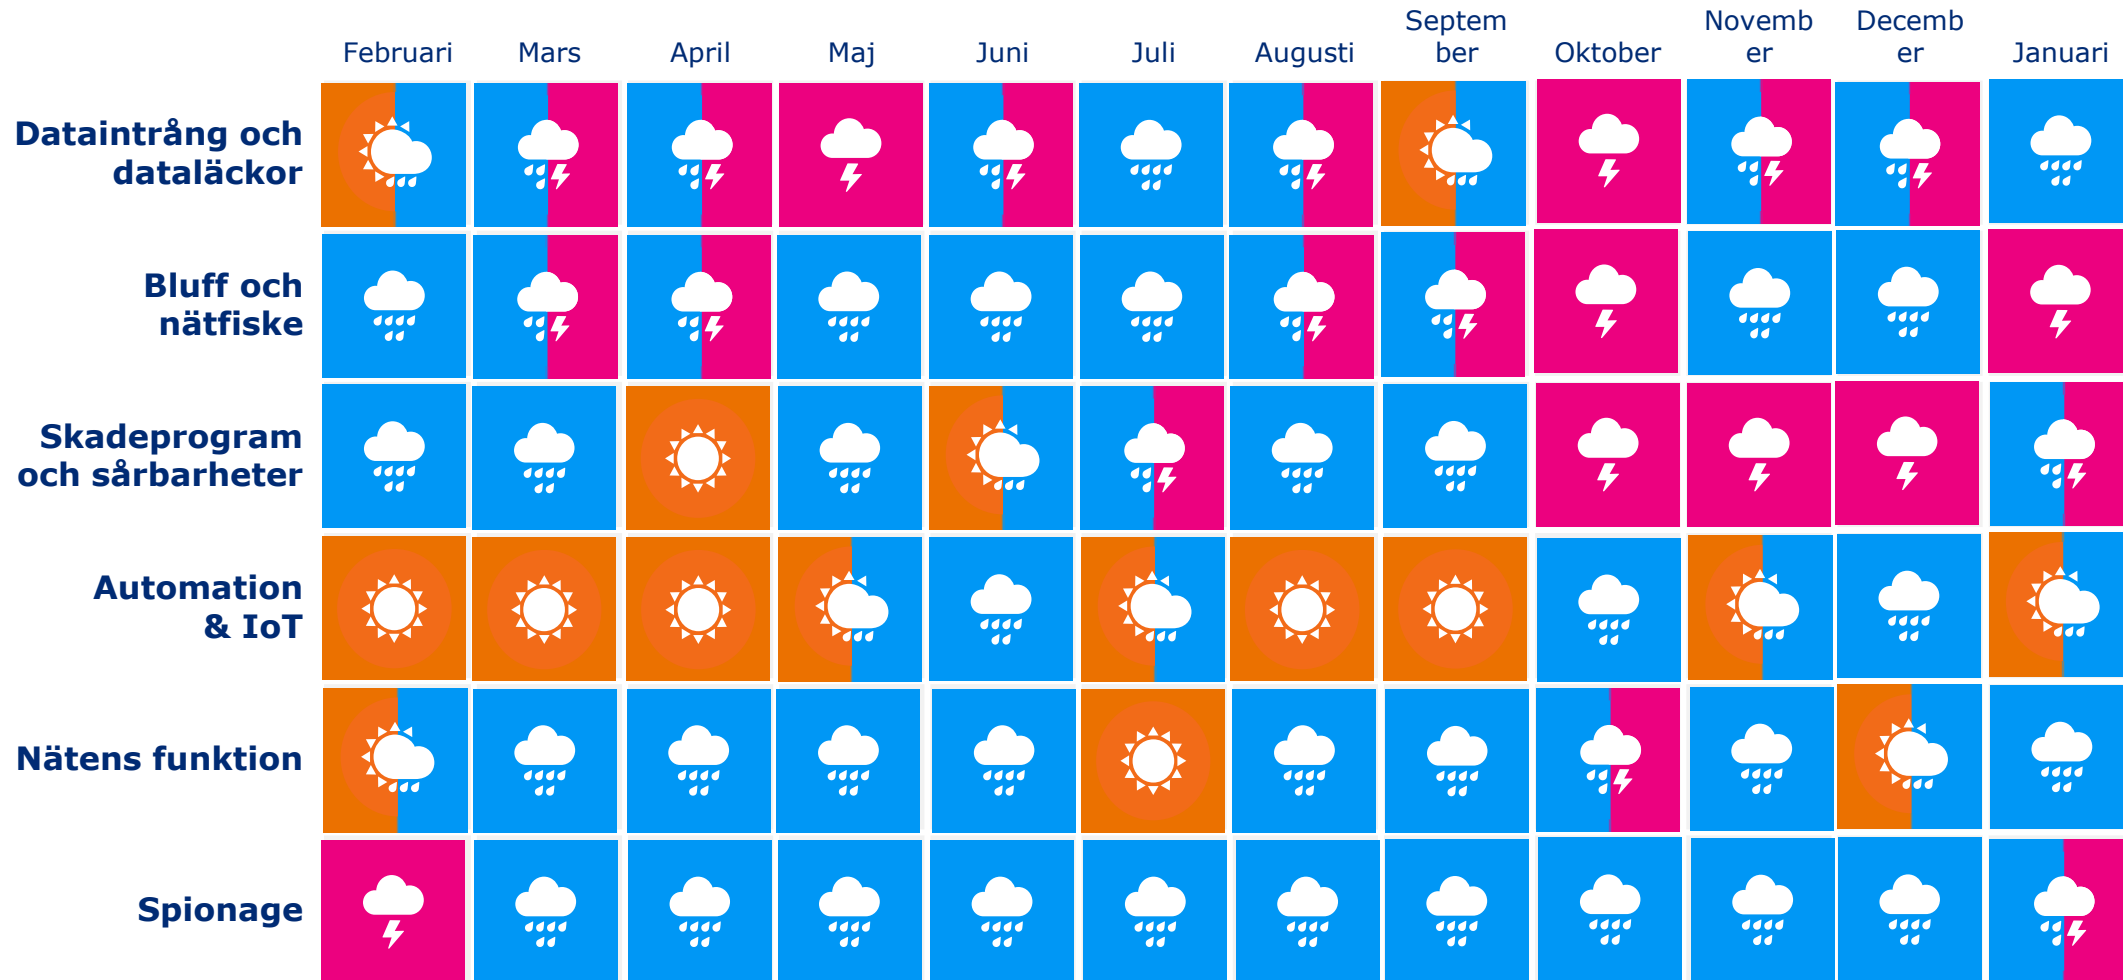 Februari Mars April Maj Juni Juli Augusti Septem Oktober Novemb Decemb Januari
ber er er
Dataintrång och
dataläckor
Bluff och
nätfiske
Skadeprogram
och sårbarheter
Automation
& IoT
Nätens funktion
Spionage